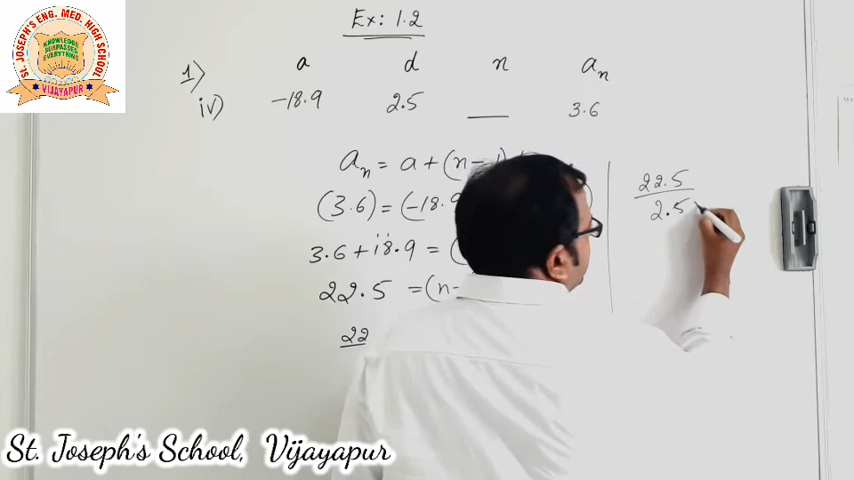 ST. JOSEPH'S ENG. MED. HIGH SCHOOL
KNOWLEDGE SURPASSES EVERYTHING
VIJAYAPUR
Ex: 1.2
1) a d n an
iv) -18.9 2.5 ___ 3.6
an = a + (n-1)
(3.6) = (-18.9
3.6 + 18.9 = (
22.5 = (n-
22
22.5
2.5
St. Joseph's School, Vijayapur